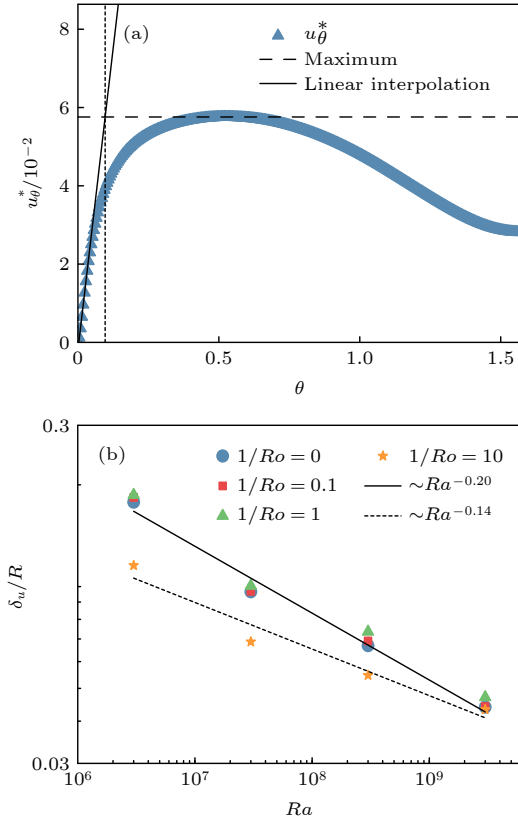 (a)
u*θ
Maximum
Linear interpolation
8
6
4
2
0
u*θ/10−2
0
0.5
1.0
1.5
θ
(b)
1/Ro = 0
1/Ro = 10
1/Ro = 0.1
∼Ra−0.20
1/Ro = 1
∼Ra−0.14
0.3
0.03
δu/R
10⁶
10⁷
10⁸
10⁹
Ra